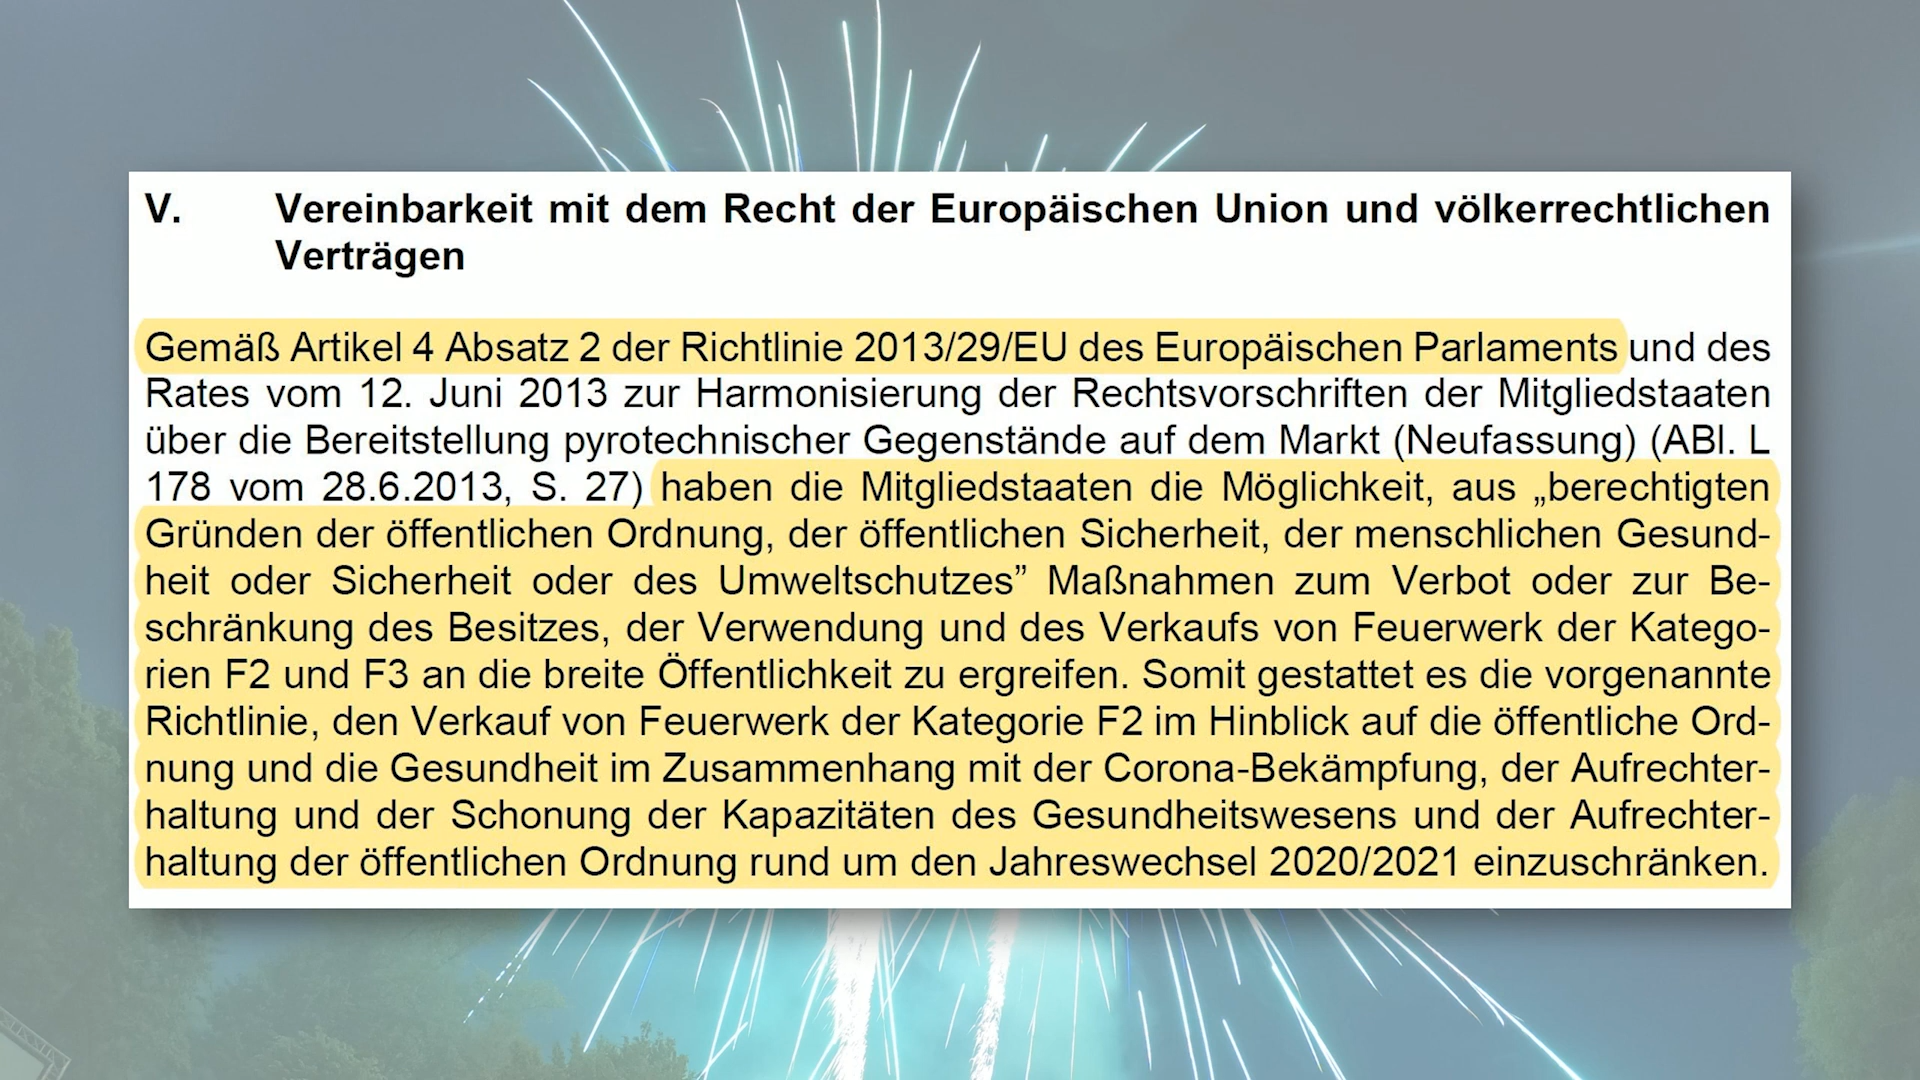 V. Vereinbarkeit mit dem Recht der Europäischen Union und völkerrechtlichen
Verträgen
Gemäß Artikel 4 Absatz 2 der Richtlinie 2013/29/EU des Europäischen Parlaments und des
Rates vom 12. Juni 2013 zur Harmonisierung der Rechtsvorschriften der Mitgliedstaaten
über die Bereitstellung pyrotechnischer Gegenstände auf dem Markt (Neufassung) (ABl. L
178 vom 28.6.2013, S. 27) haben die Mitgliedstaaten die Möglichkeit, aus „berechtigten
Gründen der öffentlichen Ordnung, der öffentlichen Sicherheit, der menschlichen Gesund-
heit oder Sicherheit oder des Umweltschutzes” Maßnahmen zum Verbot oder zur Be-
schränkung des Besitzes, der Verwendung und des Verkaufs von Feuerwerk der Katego-
rien F2 und F3 an die breite Öffentlichkeit zu ergreifen. Somit gestattet es die vorgenannte
Richtlinie, den Verkauf von Feuerwerk der Kategorie F2 im Hinblick auf die öffentliche Ord-
nung und die Gesundheit im Zusammenhang mit der Corona-Bekämpfung, der Aufrechter-
haltung und der Schonung der Kapazitäten des Gesundheitswesens und der Aufrechter-
haltung der öffentlichen Ordnung rund um den Jahreswechsel 2020/2021 einzuschränken.